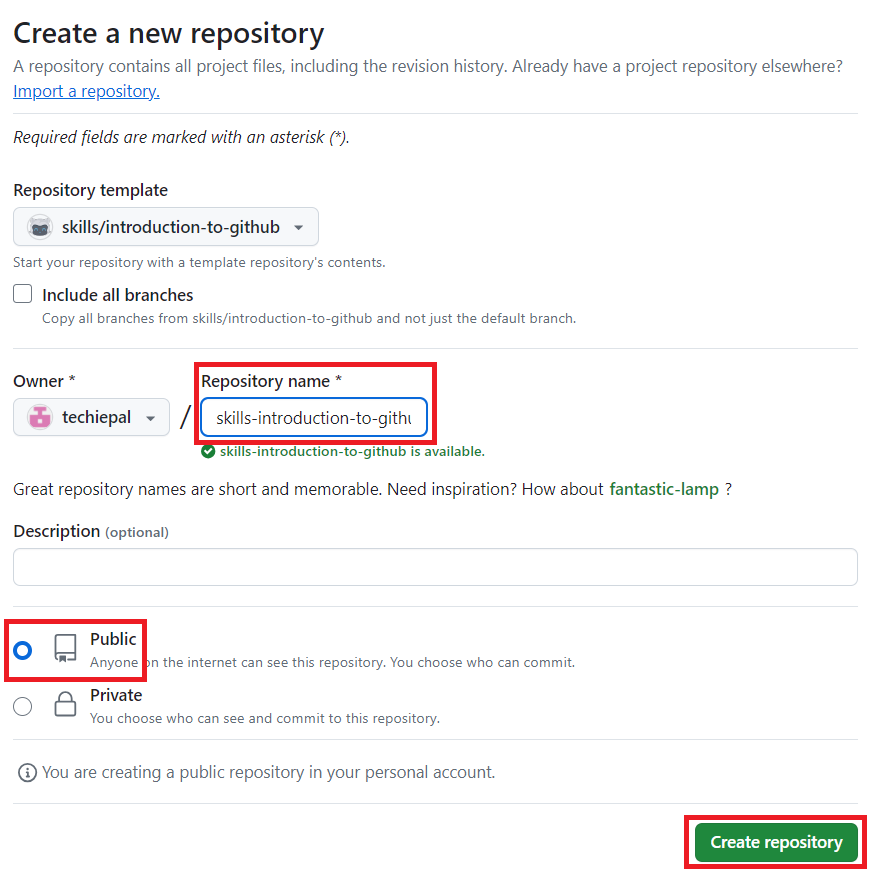 Create a new repository
A repository contains all project files, including the revision history. Already have a project repository elsewhere?
Import a repository.
Required fields are marked with an asterisk (*).
Repository template
skills/introduction-to-github
Start your repository with a template repository's contents.
Include all branches
Copy all branches from skills/introduction-to-github and not just the default branch.
Owner *
Repository name *
techiepal
/
skills-introduction-to-githu
skills-introduction-to-github is available.
Great repository names are short and memorable. Need inspiration? How about fantastic-lamp ?
Description (optional)
Public
Anyone on the internet can see this repository. You choose who can commit.
Private
You choose who can see and commit to this repository.
You are creating a public repository in your personal account.
Create repository